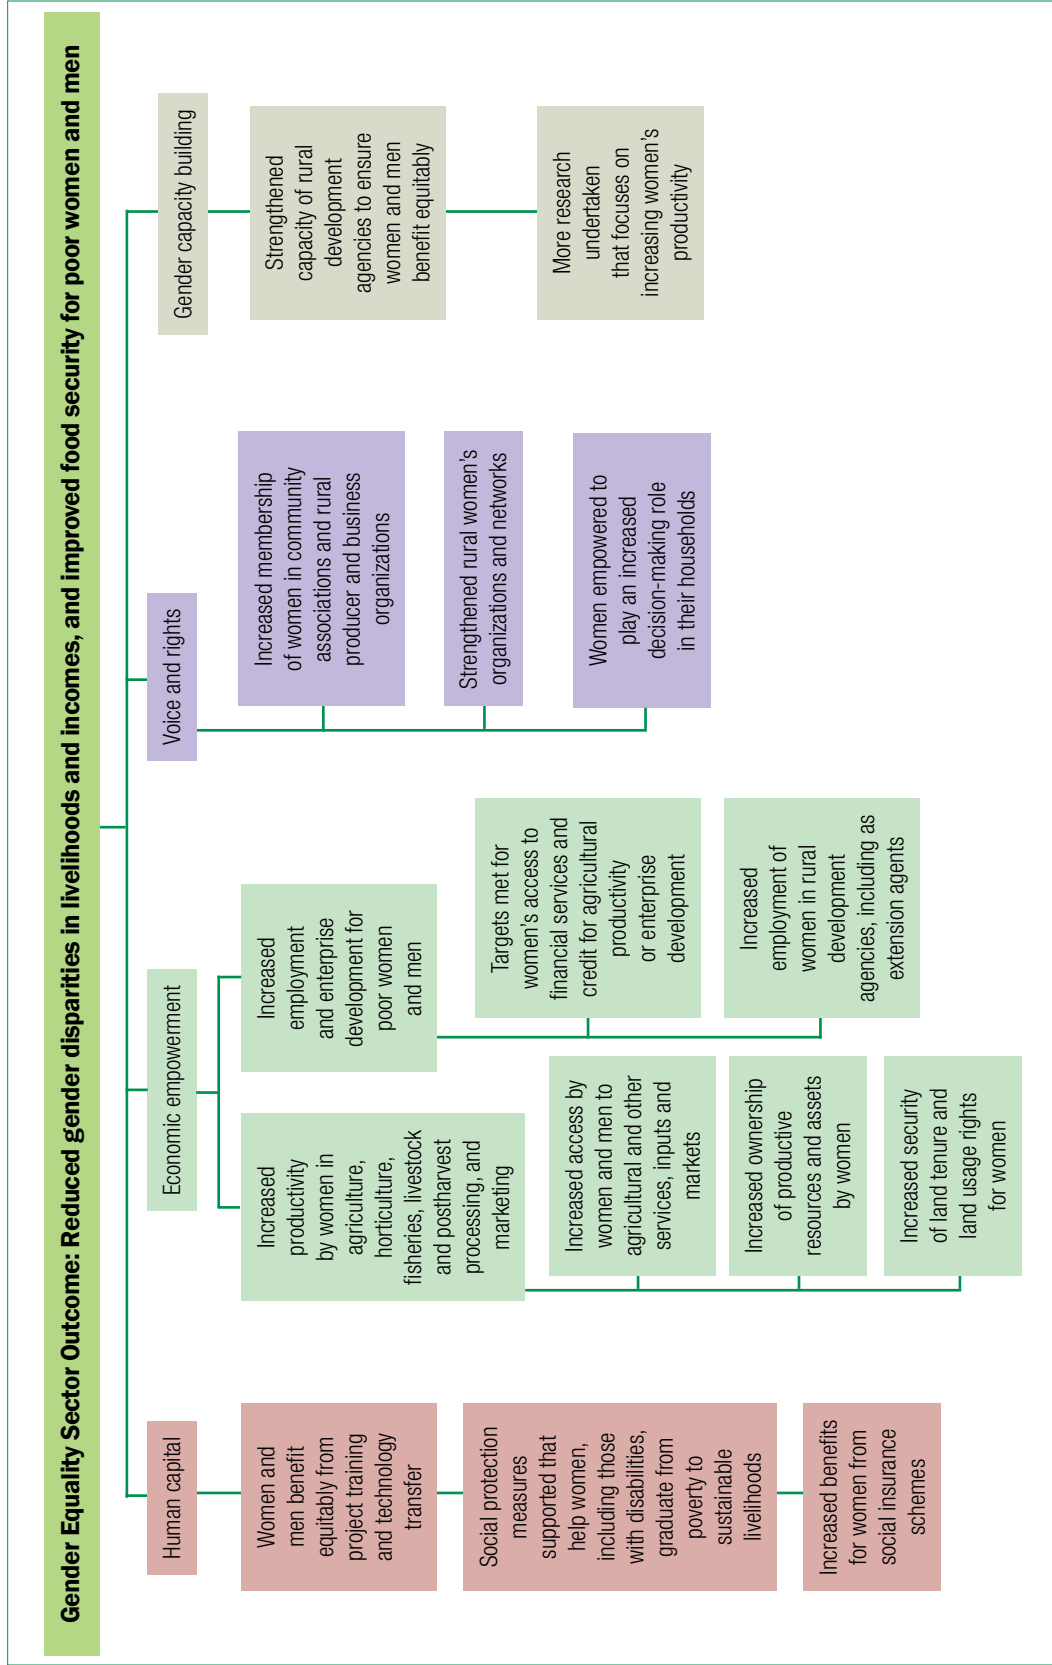 Gender Equality Sector Outcome: Reduced gender disparities in livelihoods and incomes, and improved food security for poor women and men
Human capital
Women and
men benefit
equitably from
project training
and technology
transfer
Social protection
measures
supported that
help women,
including those
with disabilities,
graduate from
poverty to
sustainable
livelihoods
Increased benefits
for women from
social insurance
schemes
Economic empowerment
Increased
productivity
by women in
agriculture,
horticulture,
fisheries, livestock
and postharvest
processing, and
marketing
Increased access by
women and men to
agricultural and other
services, inputs and
markets
Increased ownership
of productive
resources and assets
by women
Increased security
of land tenure and
land usage rights
for women
Increased
employment
and enterprise
development for
poor women
and men
Targets met for
women's access to
financial services and
credit for agricultural
productivity
or enterprise
development
Increased
employment of
women in rural
development
agencies, including as
extension agents
Voice and rights
Increased membership
of women in community
associations and rural
producer and business
organizations
Strengthened rural women's
organizations and networks
Women empowered to
play an increased
decision-making role
in their households
Gender capacity building
Strengthened
capacity of rural
development
agencies to ensure
women and men
benefit equitably
More research
undertaken
that focuses on
increasing women's
productivity